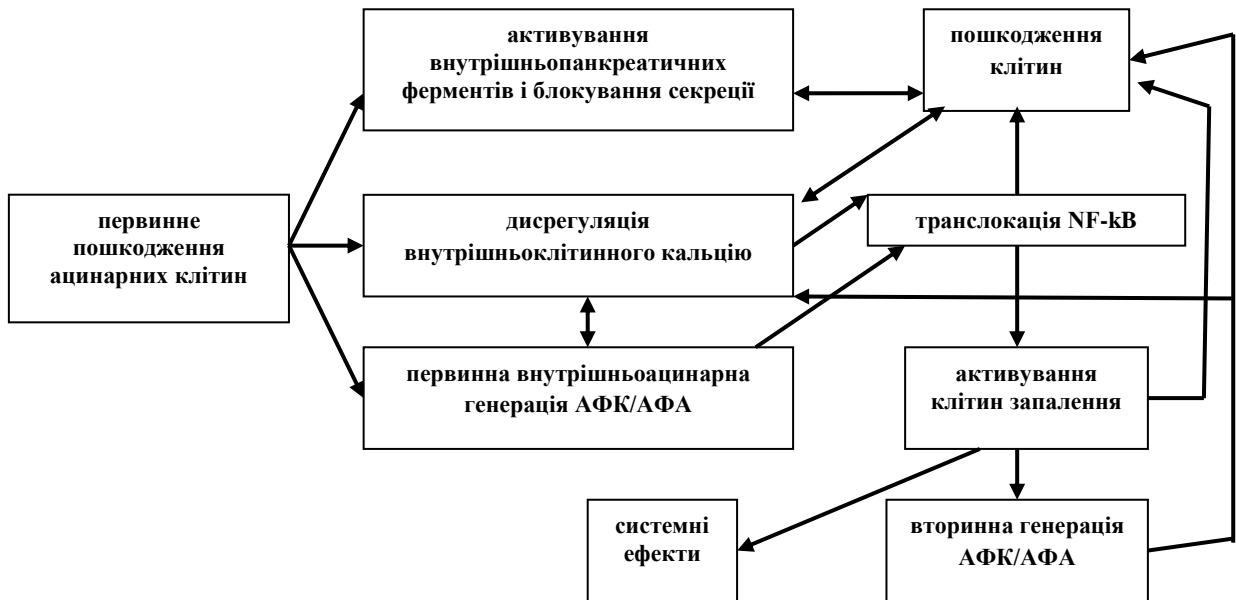 активування
внутрішньопанкреатичних
ферментів і блокування секреції
пошкодження
клітин
первинне
пошкодження
ацинарних клітин
дисрегуляція
внутрішньоклітинного кальцію
транслокація NF-kB
первинна внутрішньоацинарна
генерація АФК/АФА
активування
клітин запалення
системні
ефекти
вторинна генерація
АФК/АФА